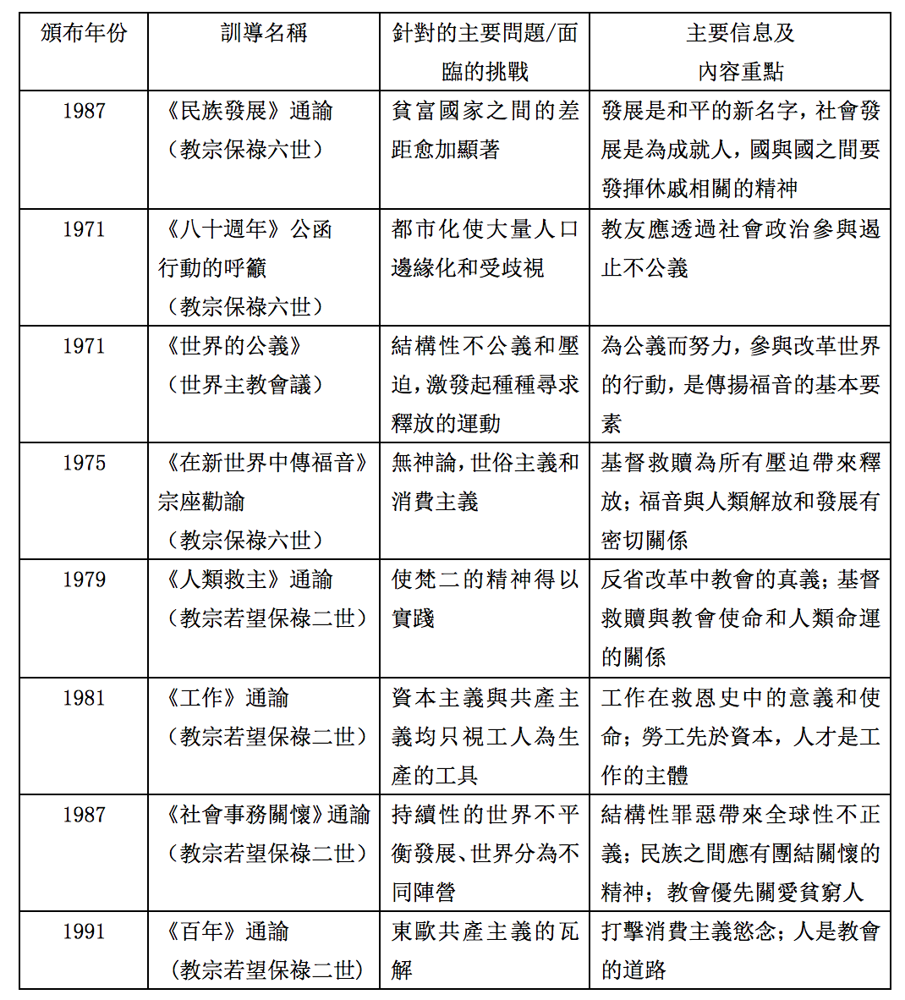 頒布年份
訓導名稱
針對的主要問題/面
臨的挑戰
主要信息及
內容重點
1987
《民族發展》通諭
（教宗保祿六世）
貧富國家之間的差
距愈加顯著
發展是和平的新名字，社會發
展是為成就人，國與國之間要
發揮休戚相關的精神
1971
《八十週年》公函
行動的呼籲
（教宗保祿六世）
都市化使大量人口
邊緣化和受歧視
教友應透過社會政治參與遏
止不公義
1971
《世界的公義》
（世界主教會議）
結構性不公義和壓
迫，激發起種種尋求
釋放的運動
為公義而努力，參與改革世界
的行動，是傳揚福音的基本要
素
1975
《在新世界中傳福音》
宗座勸諭
（教宗保祿六世）
無神論，世俗主義和
消費主義
基督救贖為所有壓迫帶來釋
放；福音與人類解放和發展有
密切關係
1979
《人類救主》通諭
（教宗若望保祿二世）
使梵二的精神得以
實踐
反省改革中教會的真義；基督
救贖與教會使命和人類命運
的關係
1981
《工作》通諭
（教宗若望保祿二世）
資本主義與共產主
義均只視工人為生
產的工具
工作在救恩史中的意義和使
命；勞工先於資本，人才是工
作的主體
1987
《社會事務關懷》通諭
（教宗若望保祿二世）
持續性的世界不平
衡發展、世界分為不
同陣營
結構性罪惡帶來全球性不正
義；民族之間應有團結關懷的
精神；教會優先關愛貧窮人
1991
《百年》通諭
(教宗若望保祿二世)
東歐共產主義的瓦
解
打擊消費主義慾念；人是教會
的道路